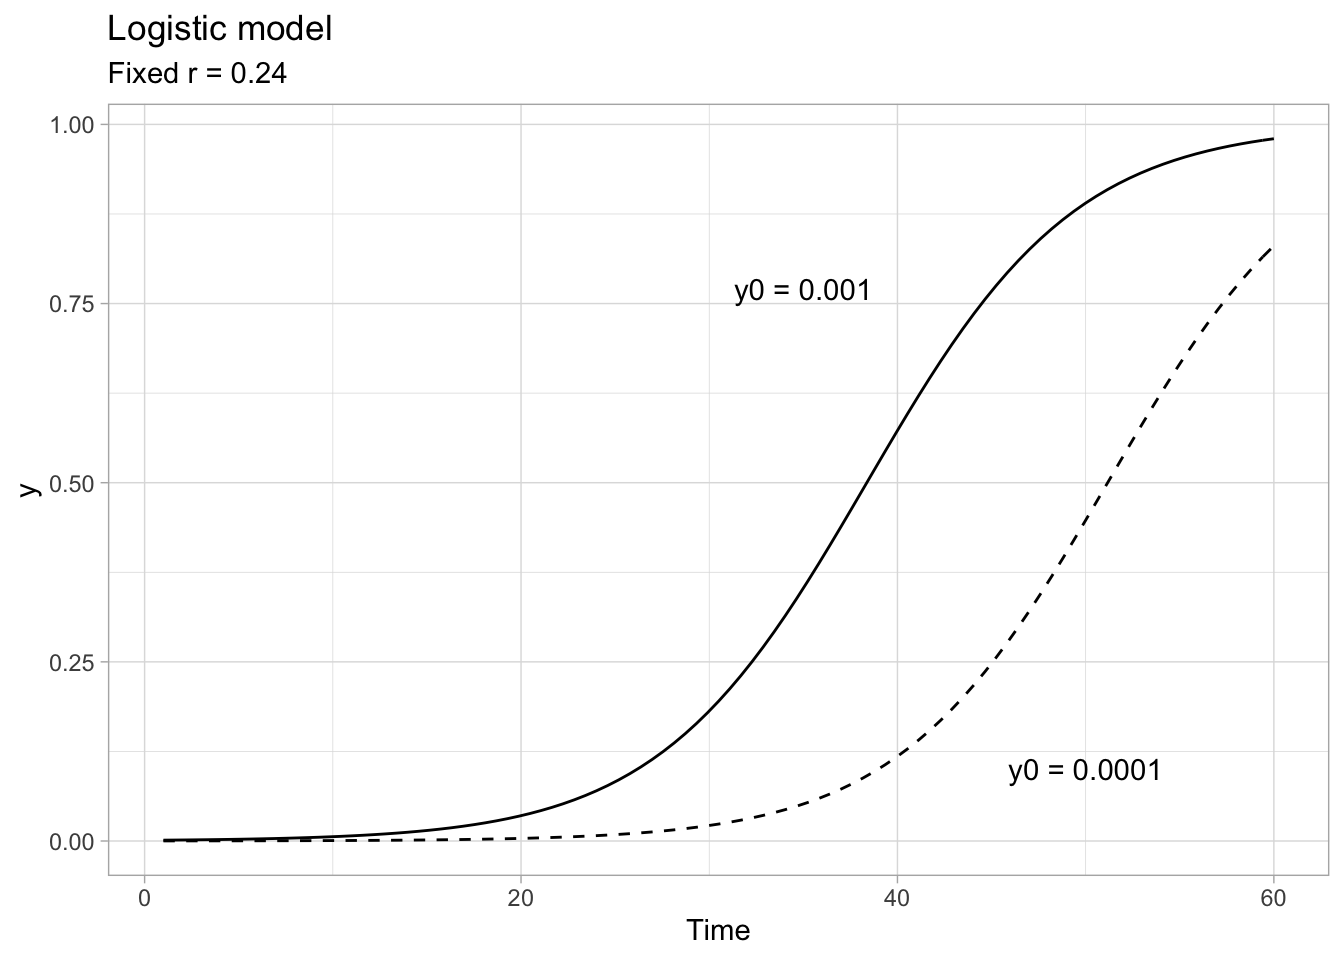 Logistic model
Fixed r = 0.24
1.00
0.75
0.50
0.25
0.00
y
y0 = 0.001
y0 = 0.0001
0 20 40 60
Time